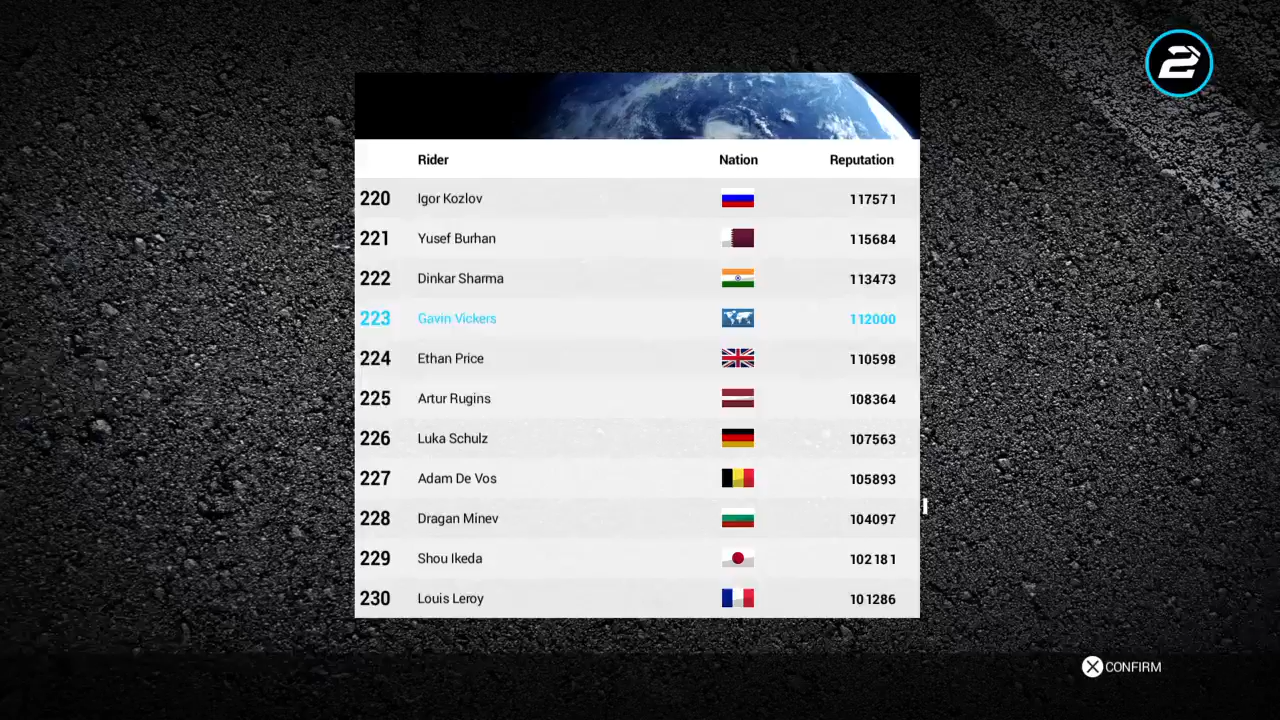 2
Rider Nation Reputation
220 Igor Kozlov 117571
221 Yusef Burhan 115684
222 Dinkar Sharma 113473
223 Gavin Vickers 112000
224 Ethan Price 110598
225 Artur Rugins 108364
226 Luka Schulz 107563
227 Adam De Vos 105893
228 Dragan Minev 104097
229 Shou Ikeda 102181
230 Louis Leroy 101286
X CONFIRM